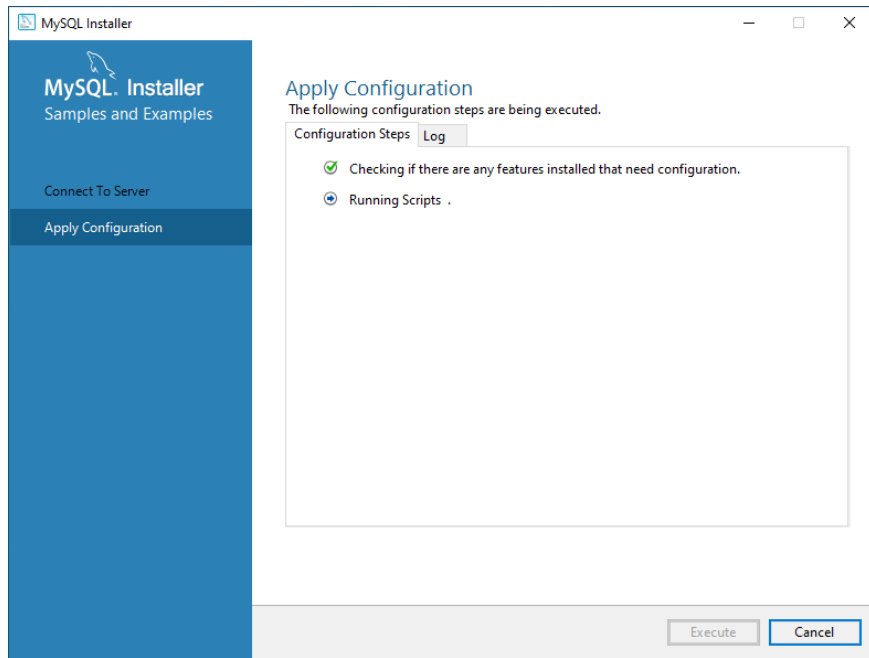 MySQL Installer
MySQL. Installer
Samples and Examples
Connect To Server
Apply Configuration
Apply Configuration
The following configuration steps are being executed.
Configuration Steps Log
Checking if there are any features installed that need configuration.
Running Scripts .
Execute Cancel